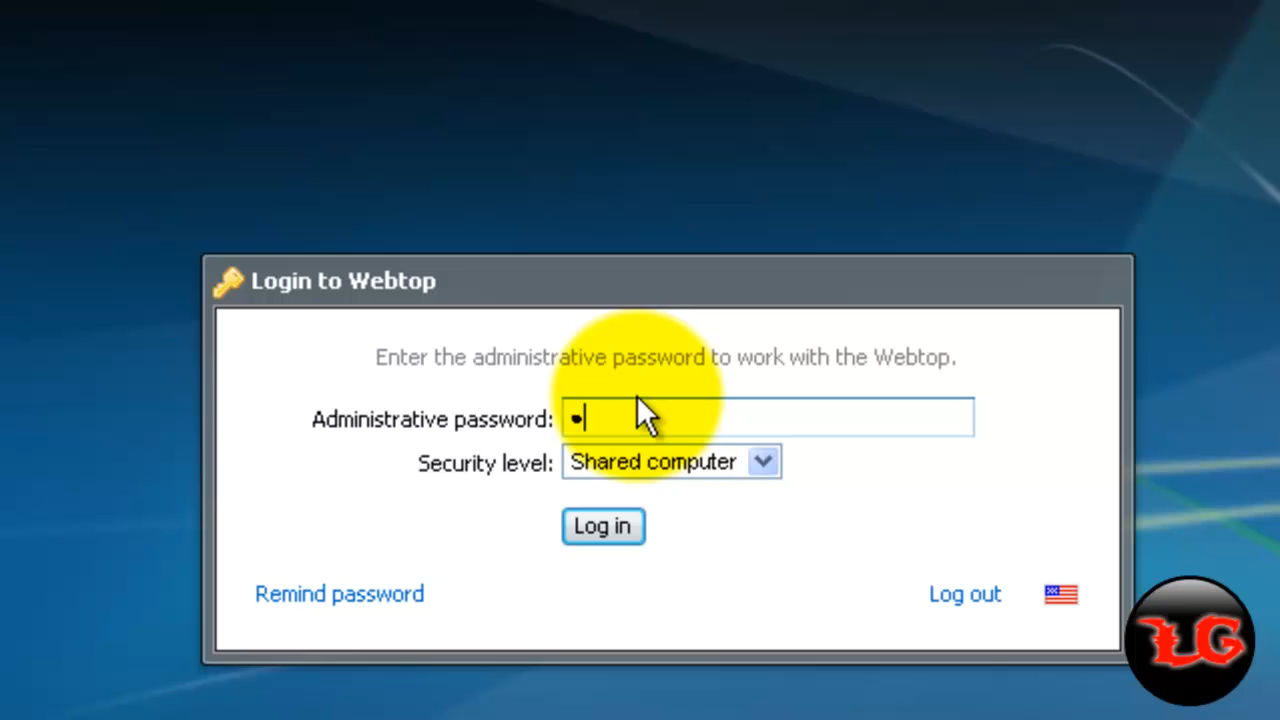 Login to Webtop
Enter the administrative password to work with the Webtop.
Administrative password:
Security level: Shared computer
Log in
Remind password Log out
LG